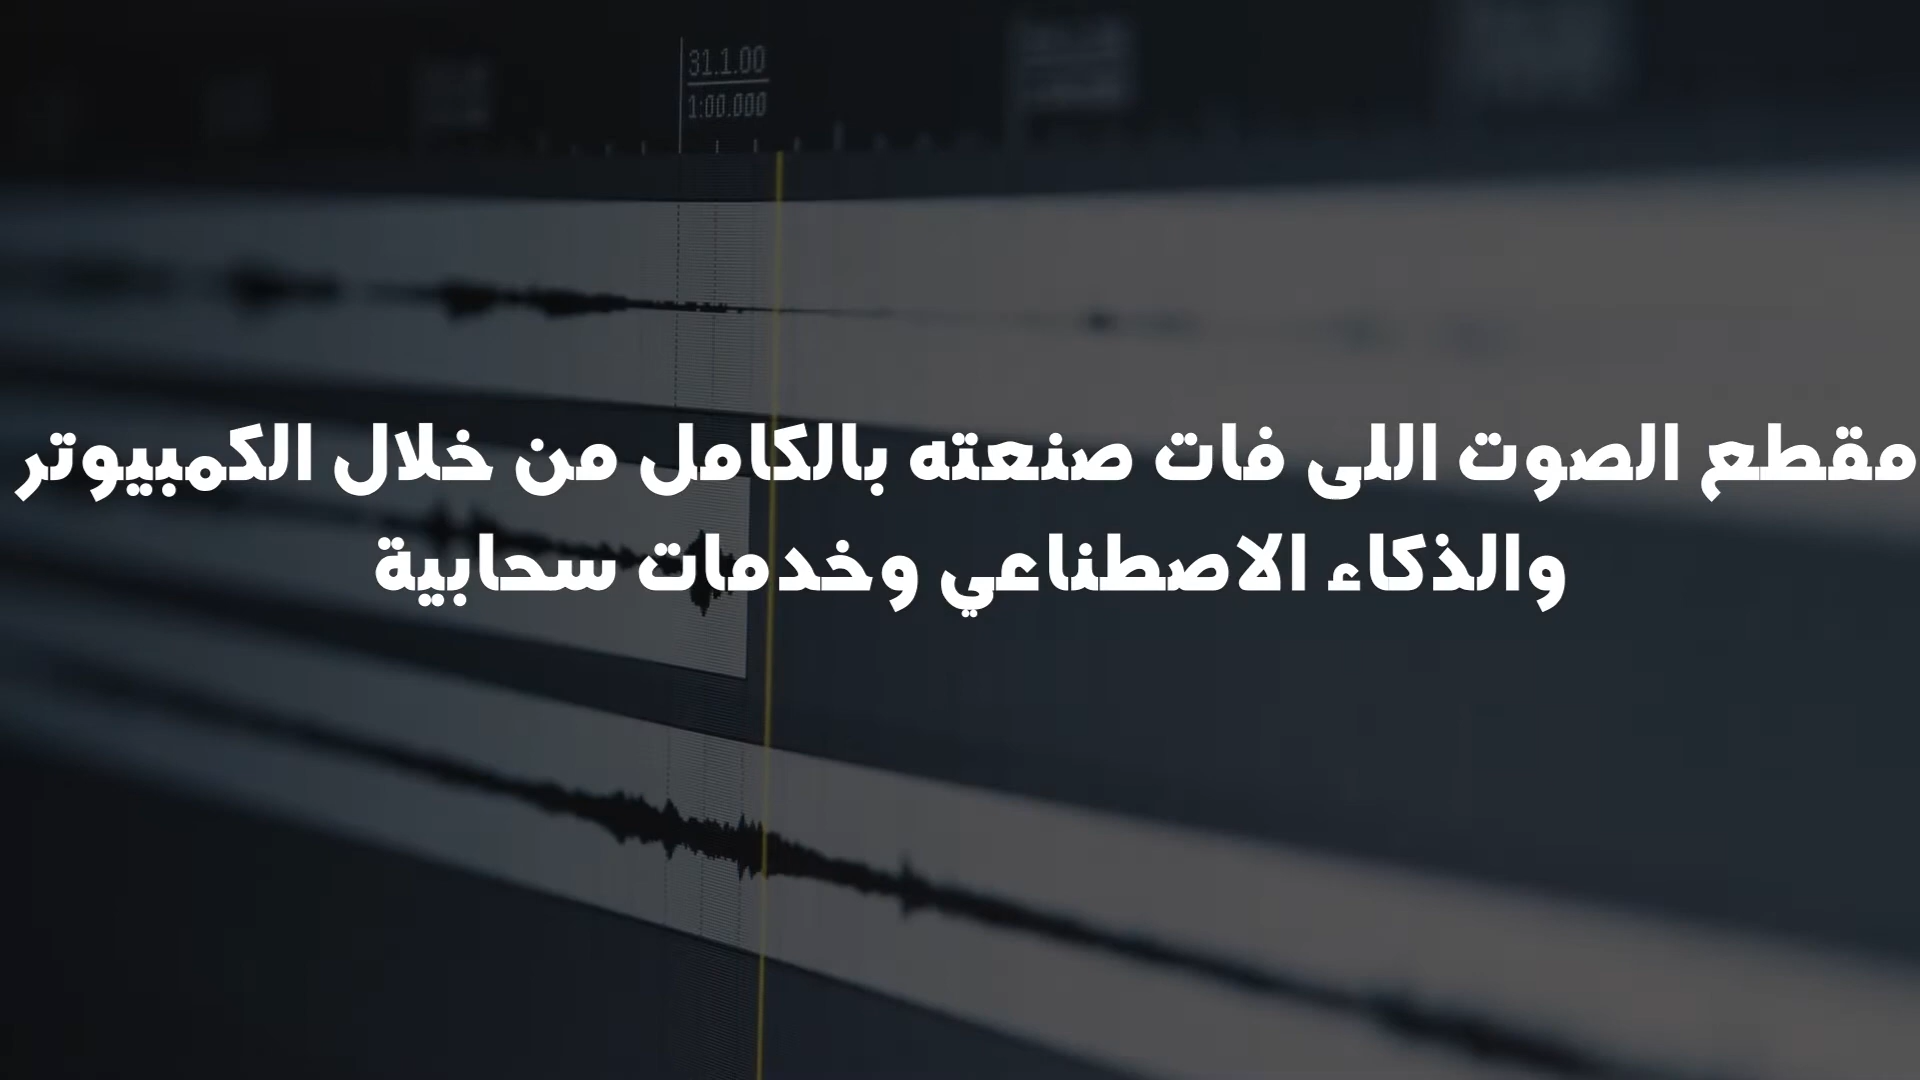 31.1.00
1:00.000
مقطع الصوت اللى فات صنعته بالكامل من خلال الكمبيوتر
والذكاء الاصطناعي وخدمات سحابية